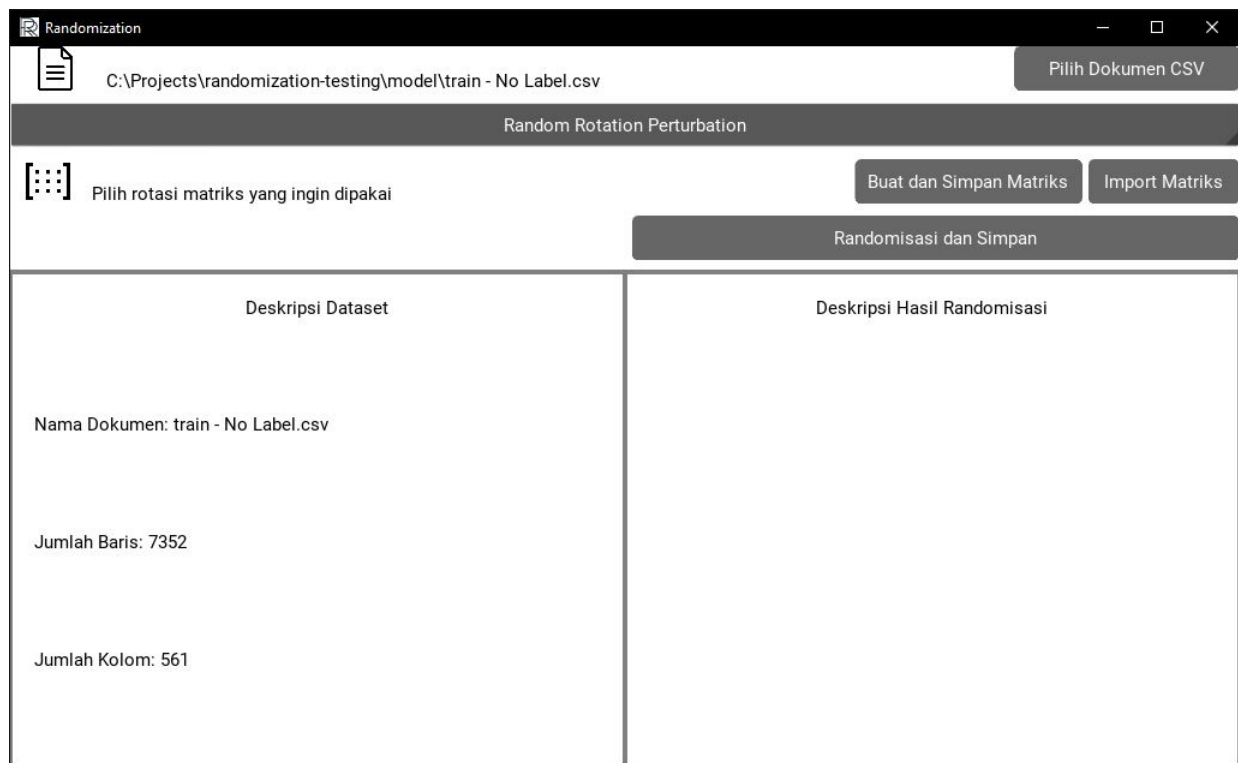 Randomization
C:\Projects\randomization-testing\model\train - No Label.csv
Pilih Dokumen CSV
Random Rotation Perturbation
Pilih rotasi matriks yang ingin dipakai
Buat dan Simpan Matriks
Import Matriks
Randomisasi dan Simpan
Deskripsi Dataset
Nama Dokumen: train - No Label.csv
Jumlah Baris: 7352
Jumlah Kolom: 561
Deskripsi Hasil Randomisasi